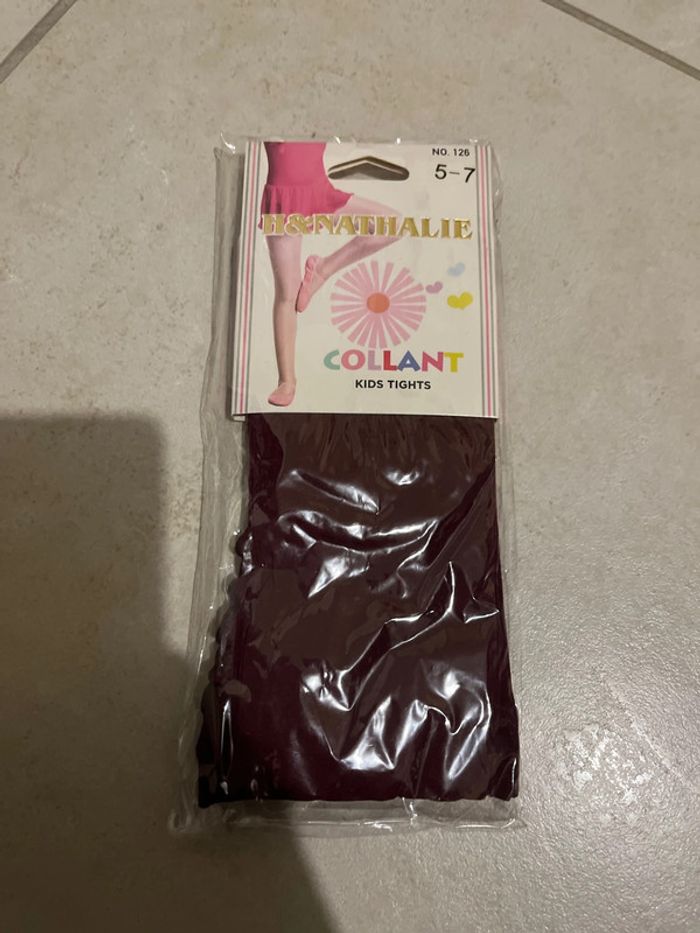 NO. 126
5-7
H&NATHALIE
COLLANT
KIDS TIGHTS